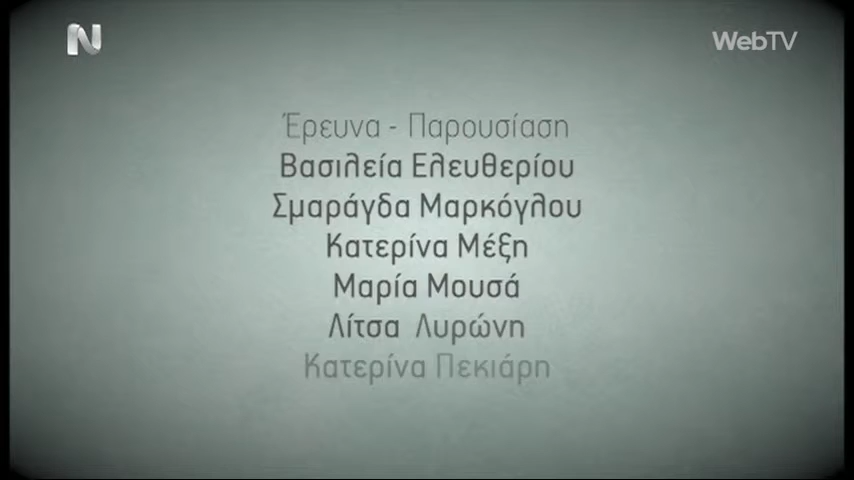 N
WebTV
Έρευνα - Παρουσίαση
Βασιλεία Ελευθερίου
Σμαράγδα Μαρκόγλου
Κατερίνα Μέξη
Μαρία Μουσά
Λίτσα Λυρώνη
Κατερίνα Πεκιάρη